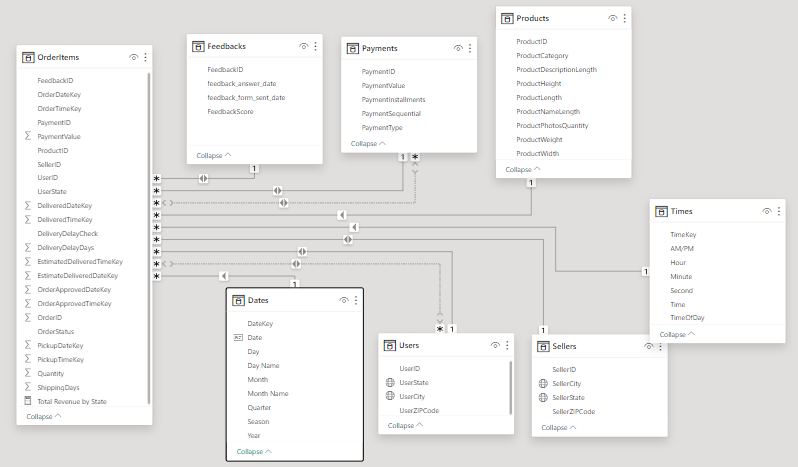 OrderItems
FeedbackID
OrderDateKey
OrderTimeKey
PaymentID
PaymentValue
ProductID
SellerID
UserID
UserState
DeliveredDateKey
DeliveredTimeKey
DeliveryDelayCheck
DeliveryDelayDays
EstimatedDeliveredTimeKey
EstimateDeliveredDateKey
OrderApprovedDateKey
OrderApprovedTimeKey
OrderID
OrderStatus
PickupDateKey
PickupTimeKey
Quantity
ShippingDays
Total Revenue by State
Collapse
Feedbacks
FeedbackID
feedback_answer_date
feedback_form_sent_date
FeedbackScore
Collapse
1
Payments
PaymentID
PaymentValue
PaymentInstallments
PaymentSequential
PaymentType
Collapse
1
*
Products
ProductID
ProductCategory
ProductDescriptionLength
ProductHeight
ProductLength
ProductNameLength
ProductPhotosQuantity
ProductWeight
ProductWidth
Collapse
1
*
*
*
*
*
*
*
*
*
Times
TimeKey
AM/PM
Hour
Minute
Second
Time
TimeOfDay
Collapse
1
1
Dates
DateKey
Date
Day
Day Name
Month
Month Name
Quarter
Season
Year
Collapse
*
1
Users
UserID
UserState
UserCity
UserZIPCode
Collapse
1
Sellers
SellerID
SellerCity
SellerState
SellerZIPCode
Collapse